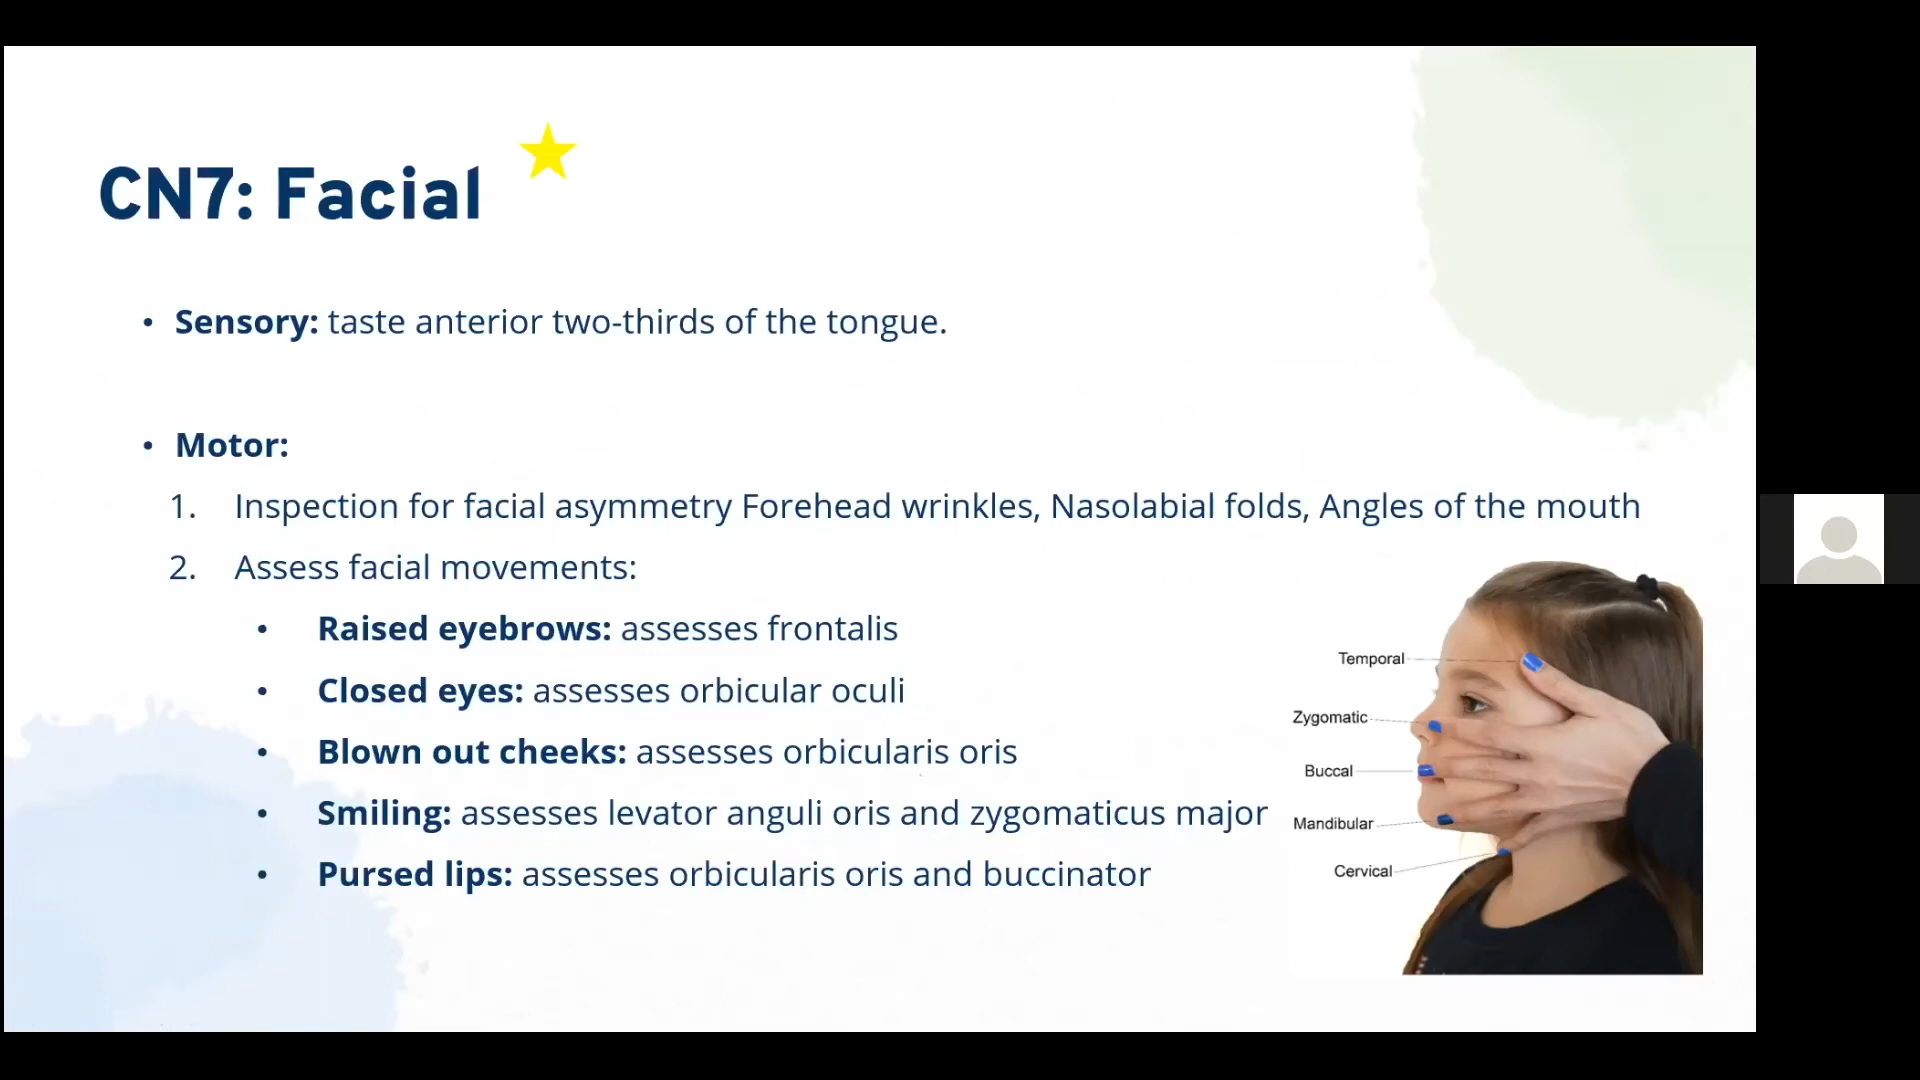 CN7: Facial
• Sensory: taste anterior two-thirds of the tongue.
• Motor:
1. Inspection for facial asymmetry Forehead wrinkles, Nasolabial folds, Angles of the mouth
2. Assess facial movements:
• Raised eyebrows: assesses frontalis
• Closed eyes: assesses orbicular oculi
• Blown out cheeks: assesses orbicularis oris
• Smiling: assesses levator anguli oris and zygomaticus major
• Pursed lips: assesses orbicularis oris and buccinator
Temporal
Zygomatic
Buccal
Mandibular
Cervical